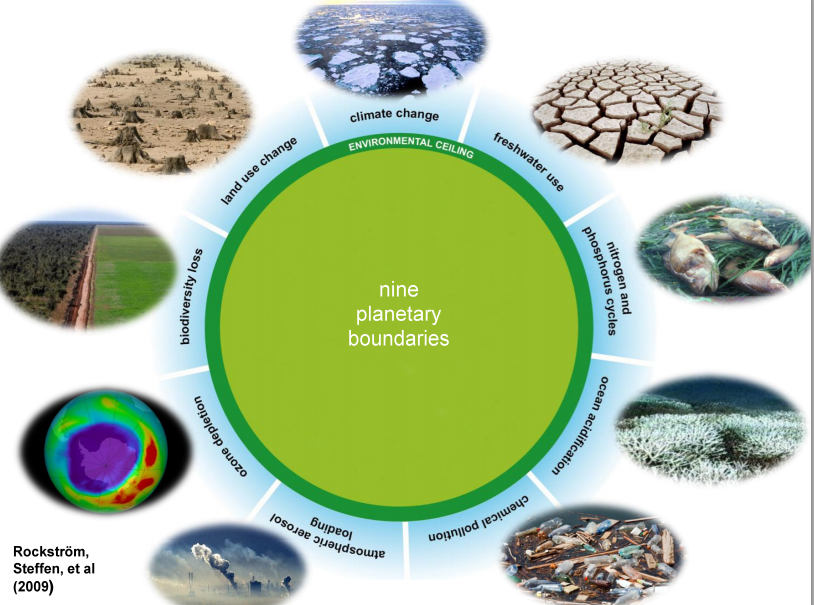 climate change
ENVIRONMENTAL CEILING
freshwater use
nitrogen and
phosphorus cycles
ocean acidification
chemical pollution
atmospheric aerosol
loading
ozone depletion
biodiversity loss
land use change
nine
planetary
boundaries
Rockström,
Steffen, et al
(2009)